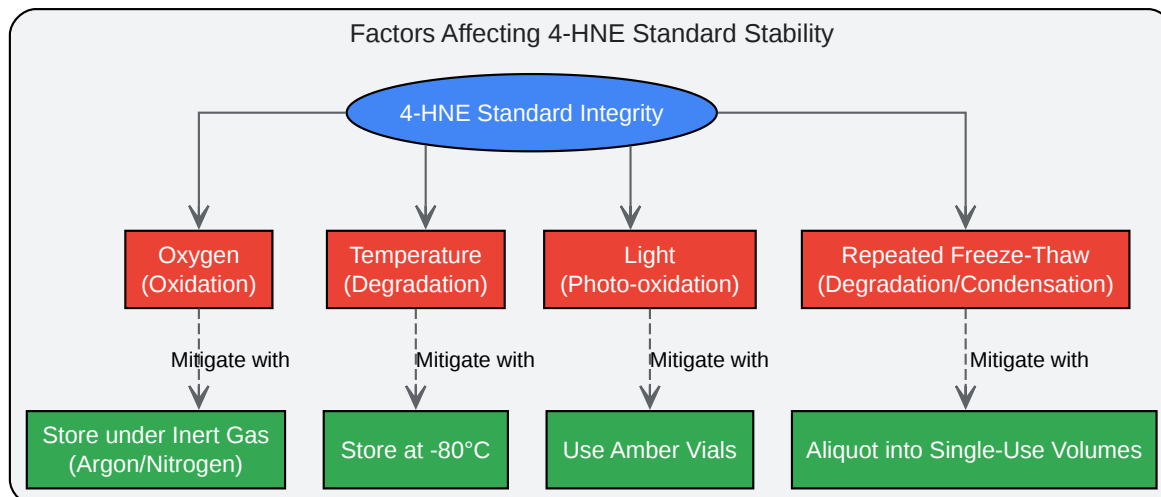 Factors Affecting 4-HNE Standard Stability
4-HNE Standard Integrity
Oxygen
(Oxidation)
Temperature
(Degradation)
Light
(Photo-oxidation)
Repeated Freeze-Thaw
(Degradation/Condensation)
Mitigate with
Mitigate with
Mitigate with
Mitigate with
Store under Inert Gas
(Argon/Nitrogen)
Store at -80°C
Use Amber Vials
Aliquot into Single-Use Volumes